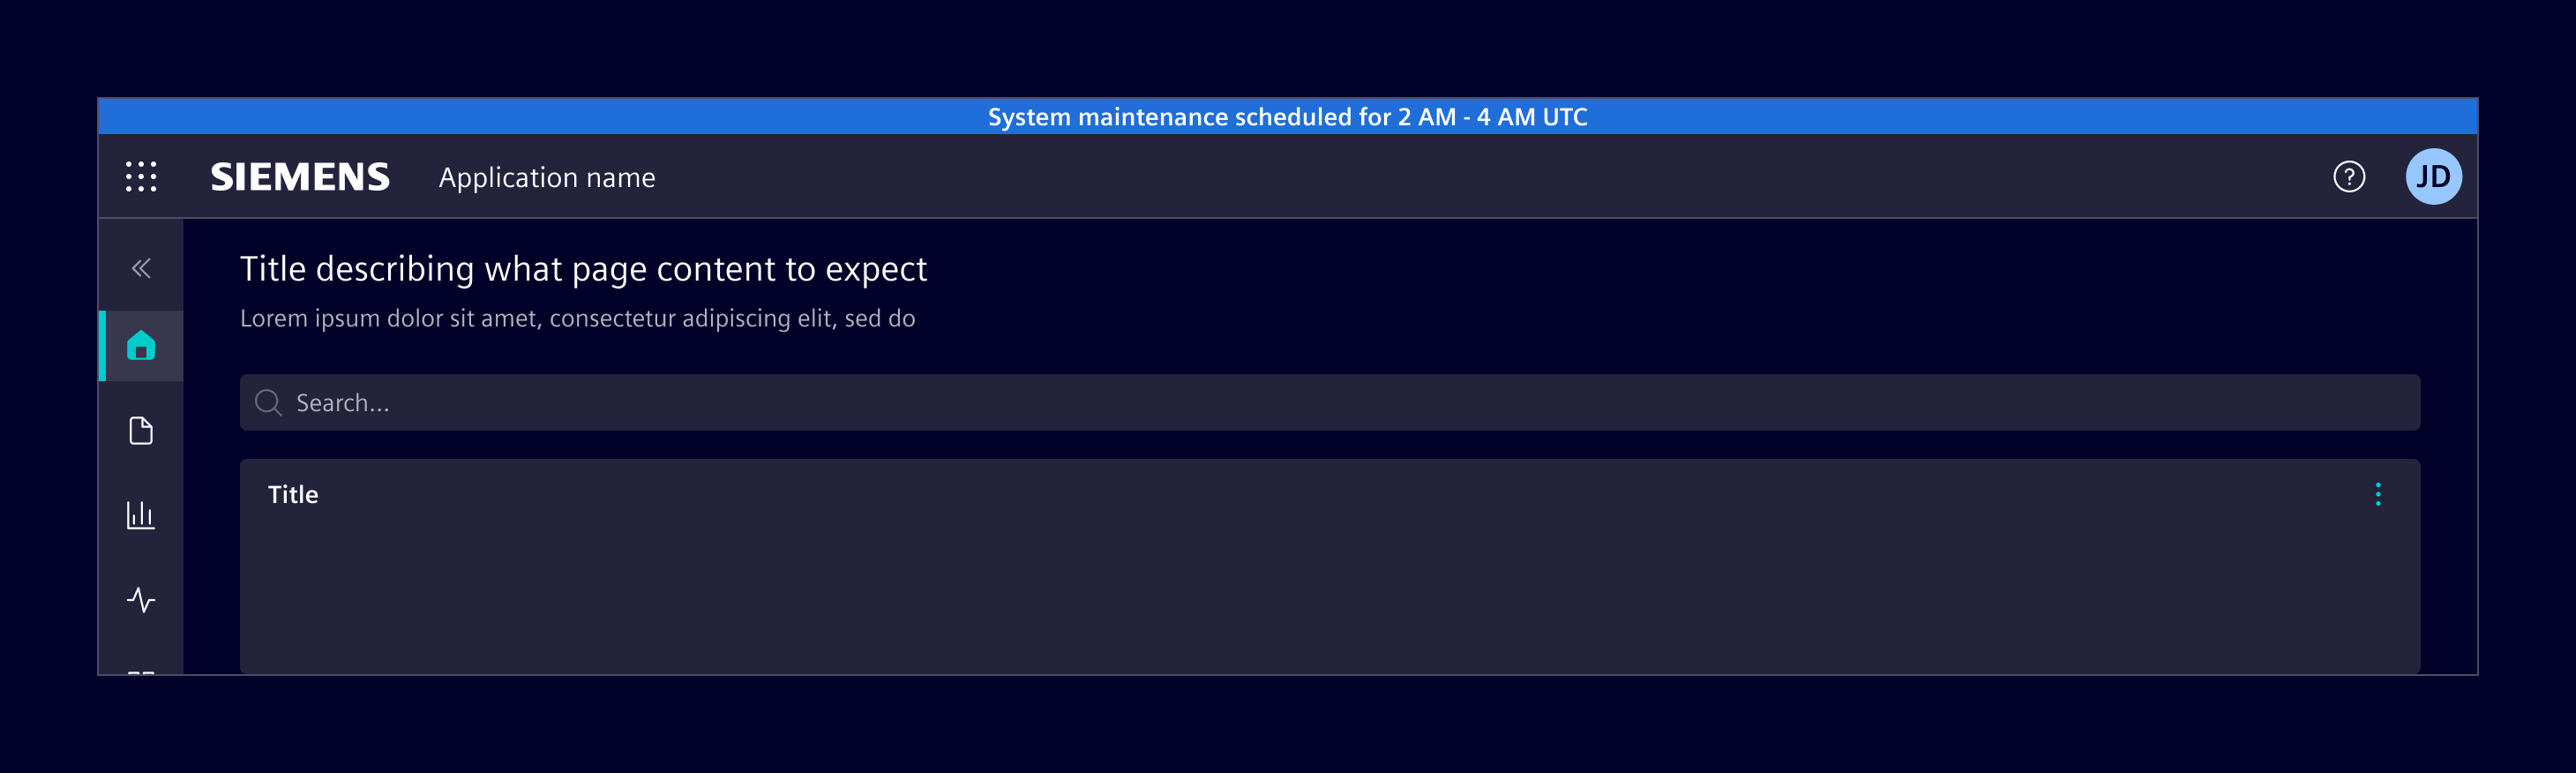 System maintenance scheduled for 2 AM - 4 AM UTC
SIEMENS Application name ? JD
Title describing what page content to expect
Lorem ipsum dolor sit amet, consectetur adipiscing elit, sed do
Search...
Title